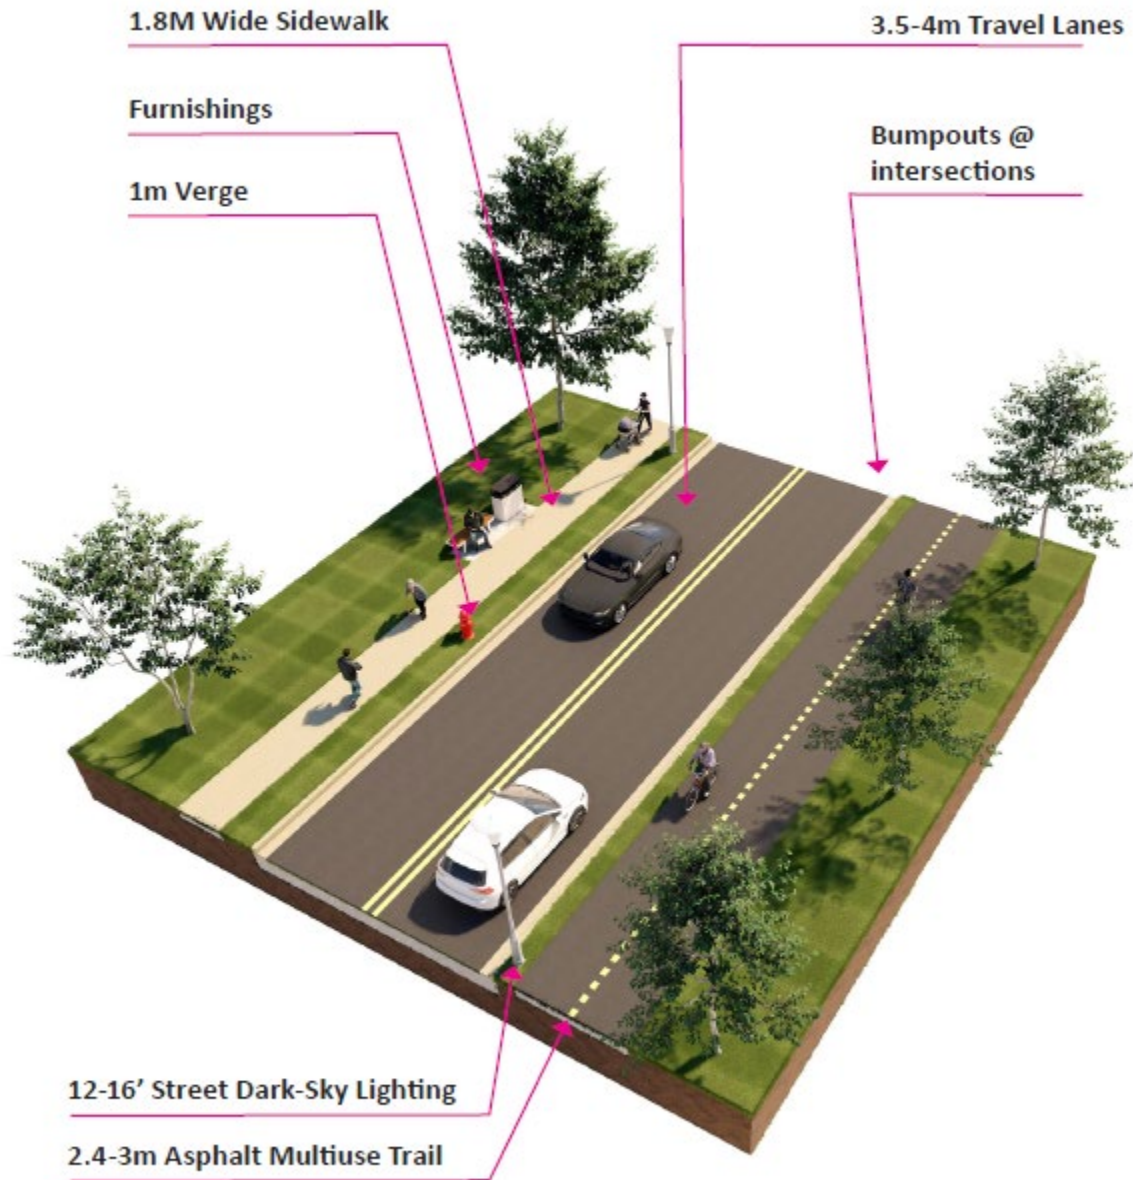 1.8M Wide Sidewalk
3.5-4m Travel Lanes
Furnishings
Bumpouts @
intersections
1m Verge
12-16’ Street Dark-Sky Lighting
2.4-3m Asphalt Multiuse Trail